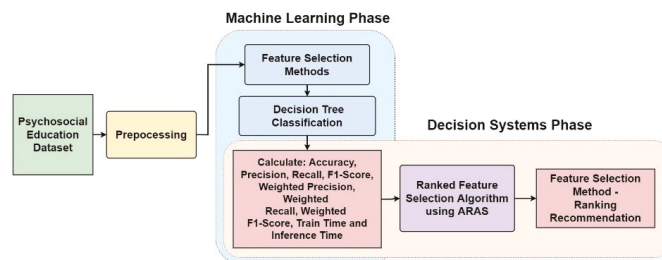 Machine Learning Phase
Feature Selection
Methods
Decision Tree
Classification
Psychosocial
Education
Dataset
Prepocessing
Decision Systems Phase
Calculate: Accuracy,
Precision, Recall, F1-Score,
Weighted Precision,
Weighted
Recall, Weighted
F1-Score, Train Time and
Inference Time
Ranked Feature
Selection Algorithm
using ARAS
Feature Selection
Method -
Ranking
Recommendation